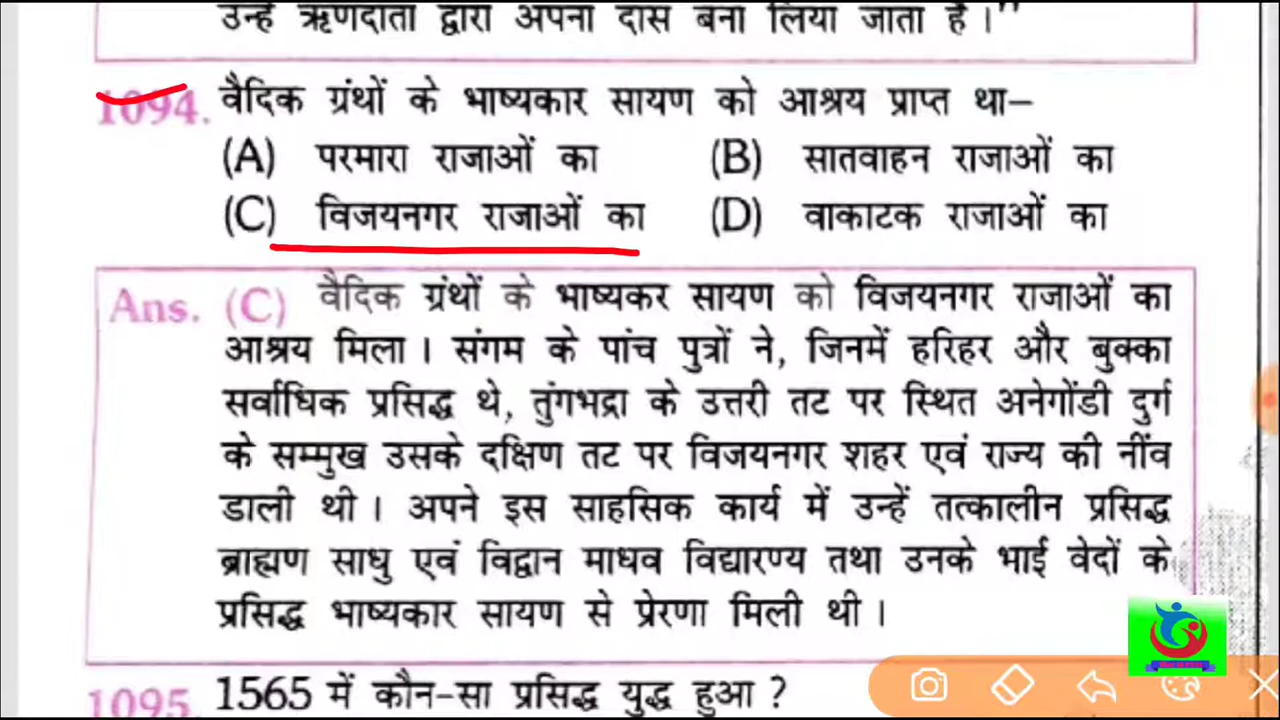 उन्हें ऋणदाता द्वारा अपना दास बना लिया जाता है।"
1094. वैदिक ग्रंथों के भाष्यकार सायण को आश्रय प्राप्त था–
(A) परमारा राजाओं का (B) सातवाहन राजाओं का
(C) विजयनगर राजाओं का (D) वाकाटक राजाओं का
Ans. (C) वैदिक ग्रंथों के भाष्यकर सायण को विजयनगर राजाओं का
आश्रय मिला। संगम के पांच पुत्रों ने, जिनमें हरिहर और बुक्का
सर्वाधिक प्रसिद्ध थे, तुंगभद्रा के उत्तरी तट पर स्थित अनेगोंडी दुर्ग
के सम्मुख उसके दक्षिण तट पर विजयनगर शहर एवं राज्य की नींव
डाली थी। अपने इस साहसिक कार्य में उन्हें तत्कालीन प्रसिद्ध
ब्राह्मण साधु एवं विद्वान माधव विद्यारण्य तथा उनके भाई वेदों के
प्रसिद्ध भाष्यकार सायण से प्रेरणा मिली थी।
1095. 1565 में कौन-सा प्रसिद्ध युद्ध हुआ ?